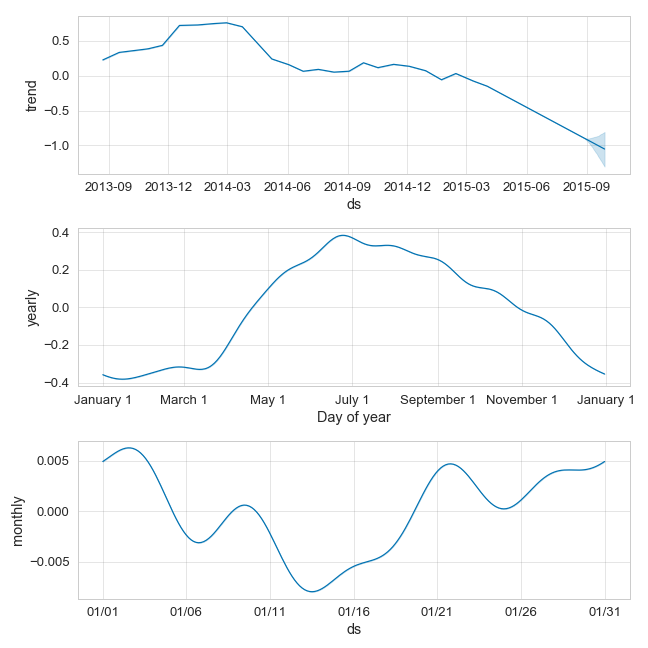 0.5
0.0
−0.5
−1.0
trend
2013-09 2013-12 2014-03 2014-06 2014-09 2014-12 2015-03 2015-06 2015-09
ds
0.4
0.2
0.0
−0.2
−0.4
yearly
January 1 March 1 May 1 July 1 September 1 November 1 January 1
Day of year
0.005
0.000
−0.005
monthly
01/01 01/06 01/11 01/16 01/21 01/26 01/31
ds